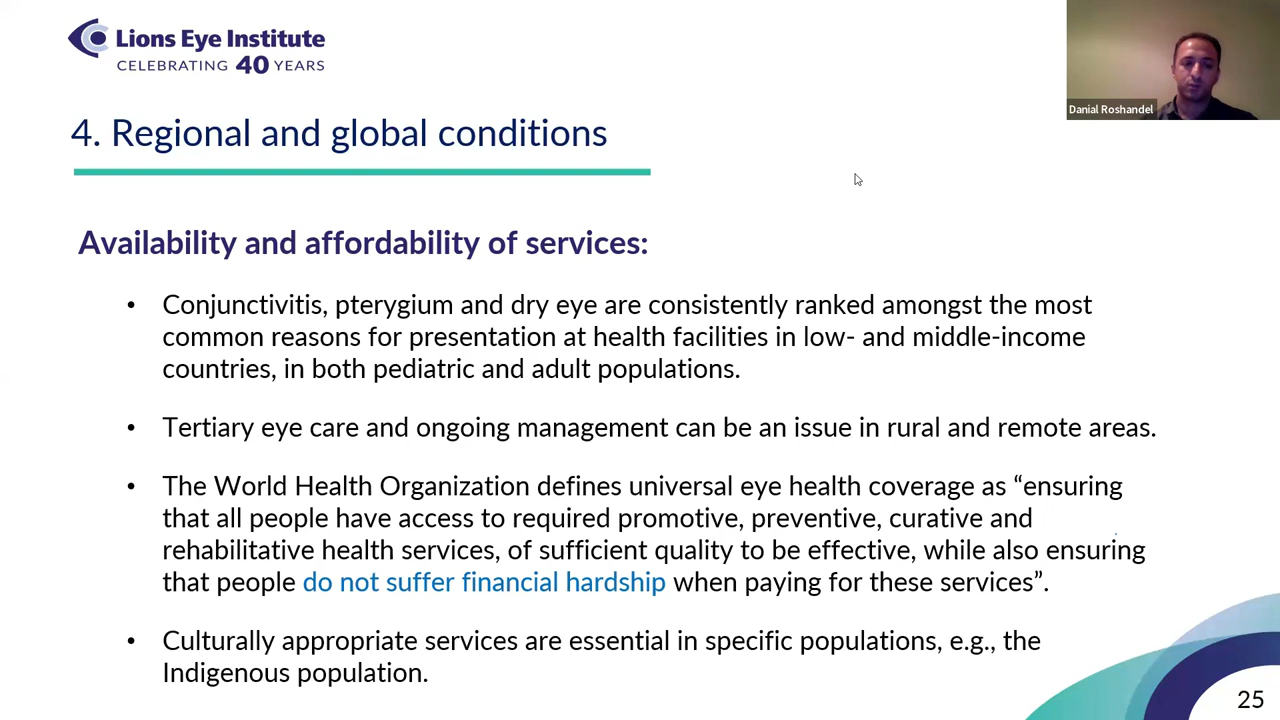 Lions Eye Institute
CELEBRATING 40 YEARS
Danial Roshandel
4. Regional and global conditions
Availability and affordability of services:
• Conjunctivitis, pterygium and dry eye are consistently ranked amongst the most
common reasons for presentation at health facilities in low- and middle-income
countries, in both pediatric and adult populations.
• Tertiary eye care and ongoing management can be an issue in rural and remote areas.
• The World Health Organization defines universal eye health coverage as “ensuring
that all people have access to required promotive, preventive, curative and
rehabilitative health services, of sufficient quality to be effective, while also ensuring
that people do not suffer financial hardship when paying for these services”.
• Culturally appropriate services are essential in specific populations, e.g., the
Indigenous population.
25